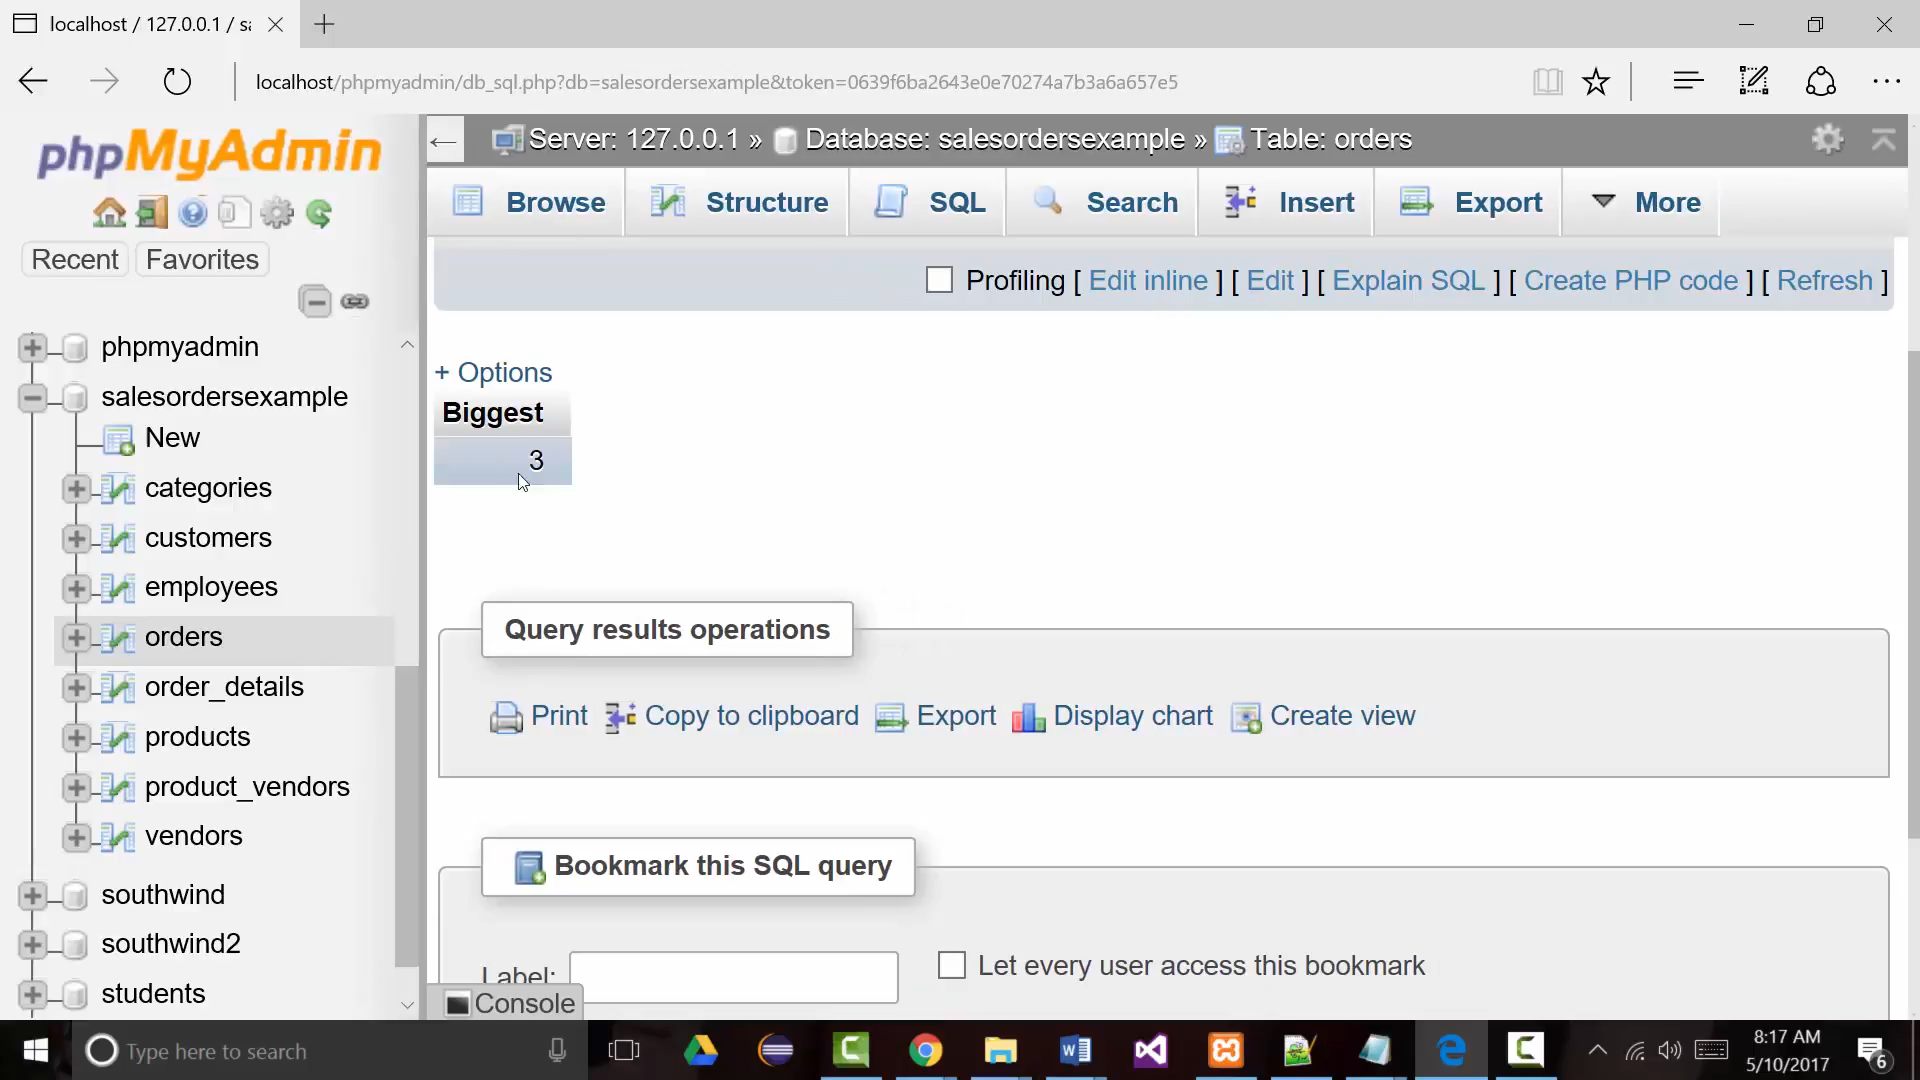 localhost / 127.0.0.1 / sa
localhost/phpmyadmin/db_sql.php?db=salesordersexample&token=0639f6ba2643e0e70274a7b3a6a657e5
phpMyAdmin
Server: 127.0.0.1 » Database: salesordersexample » Table: orders
Browse Structure SQL Search Insert Export More
Recent Favorites
Profiling [ Edit inline ] [ Edit ] [ Explain SQL ] [ Create PHP code ] [ Refresh ]
phpmyadmin
salesordersexample
New
categories
customers
employees
orders
order_details
products
product_vendors
vendors
southwind
southwind2
students
+ Options
Biggest
3
Query results operations
Print Copy to clipboard Export Display chart Create view
Bookmark this SQL query
Label: Let every user access this bookmark
Console
Type here to search
8:17 AM
5/10/2017
6